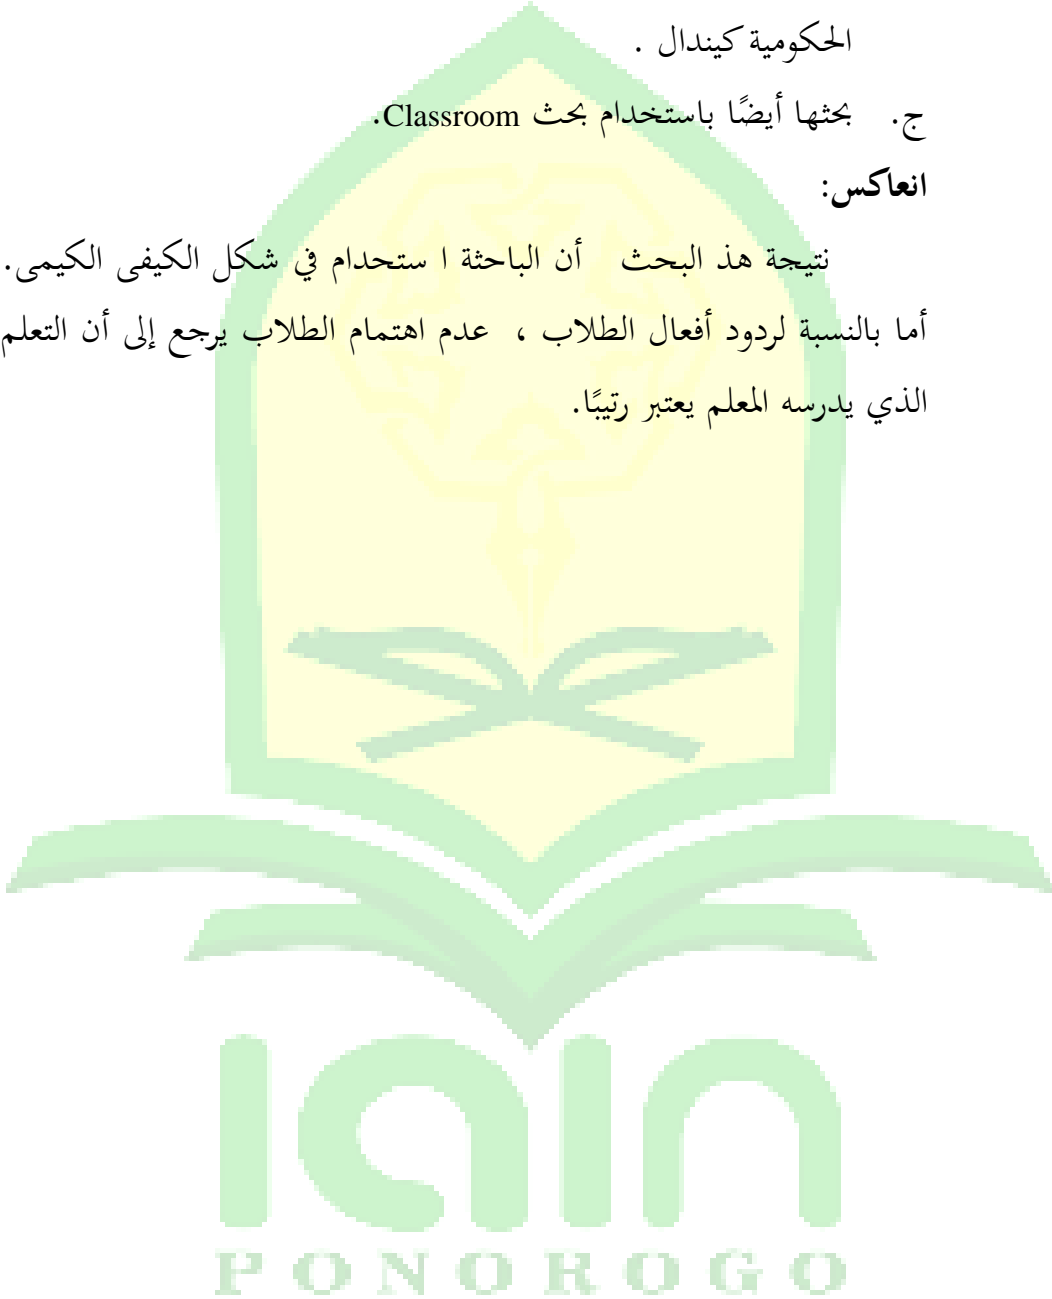 الحكومية كيندال .
ج. بحثها أيضًا باستخدام بحث Classroom.
انعاكس:
نتيجة هذ البحث أن الباحثة ا ستحدام في شكل الكيفى الكيمى.
أما بالنسبة لردود أفعال الطلاب ، عدم اهتمام الطلاب يرجع إلى أن التعلم
الذي يدرسه المعلم يعتبر رتيبًا.
iain
PONOROGO